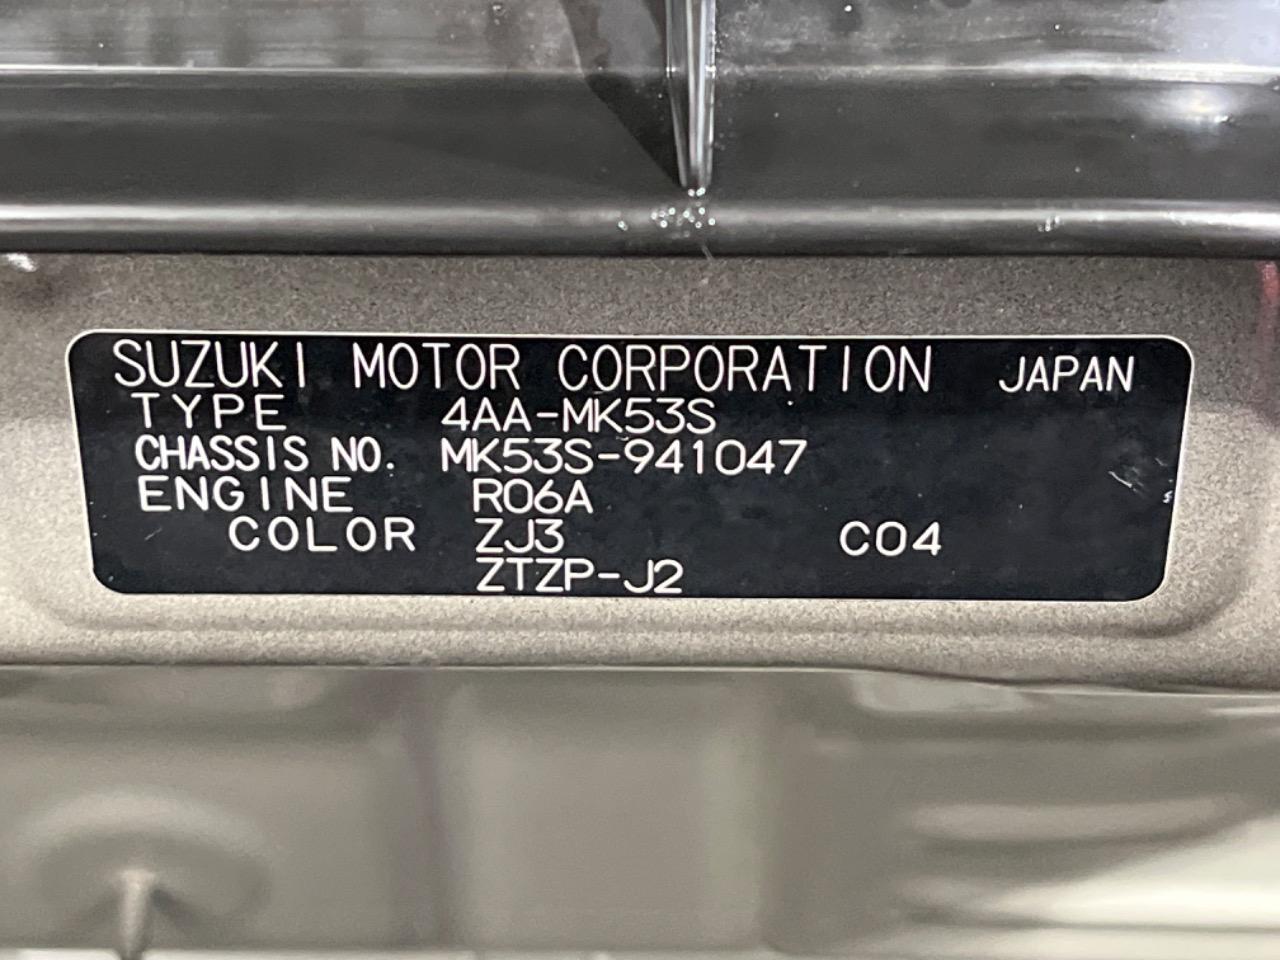 SUZUKI MOTOR CORPORATION JAPAN
TYPE 4AA-MK53S
CHASSIS NO. MK53S-941047
ENGINE R06A
COLOR ZJ3 C04
ZTZP-J2